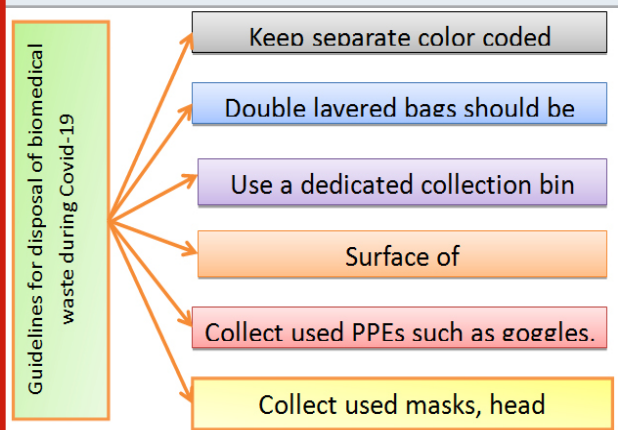 Guidelines for disposal of biomedical
waste during Covid-19
Keep separate color coded
Double layered bags should be
Use a dedicated collection bin
Surface of
Collect used PPEs such as goggles,
Collect used masks, head